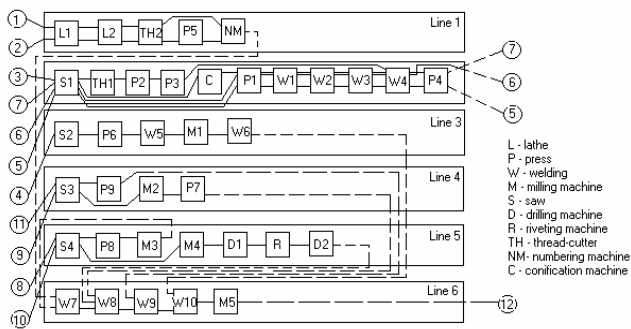 1 L1 L2 TH2 P5 NM Line 1
2
3 S1 TH1 P2 P3 C P1 W1 W2 W3 W4 P4 7
7 6
6 5
5
S2 P6 W5 M1 W6 Line 3
4
11 S3 P9 M2 P7 Line 4
9
8 S4 P8 M3 M4 D1 R D2 Line 5
10 W7 W8 W9 W10 M5 Line 6 12
L - lathe
P - press
W - welding
M - milling machine
S - saw
D - drilling machine
R - riveting machine
TH - thread-cutter
NM- numbering machine
C - conification machine